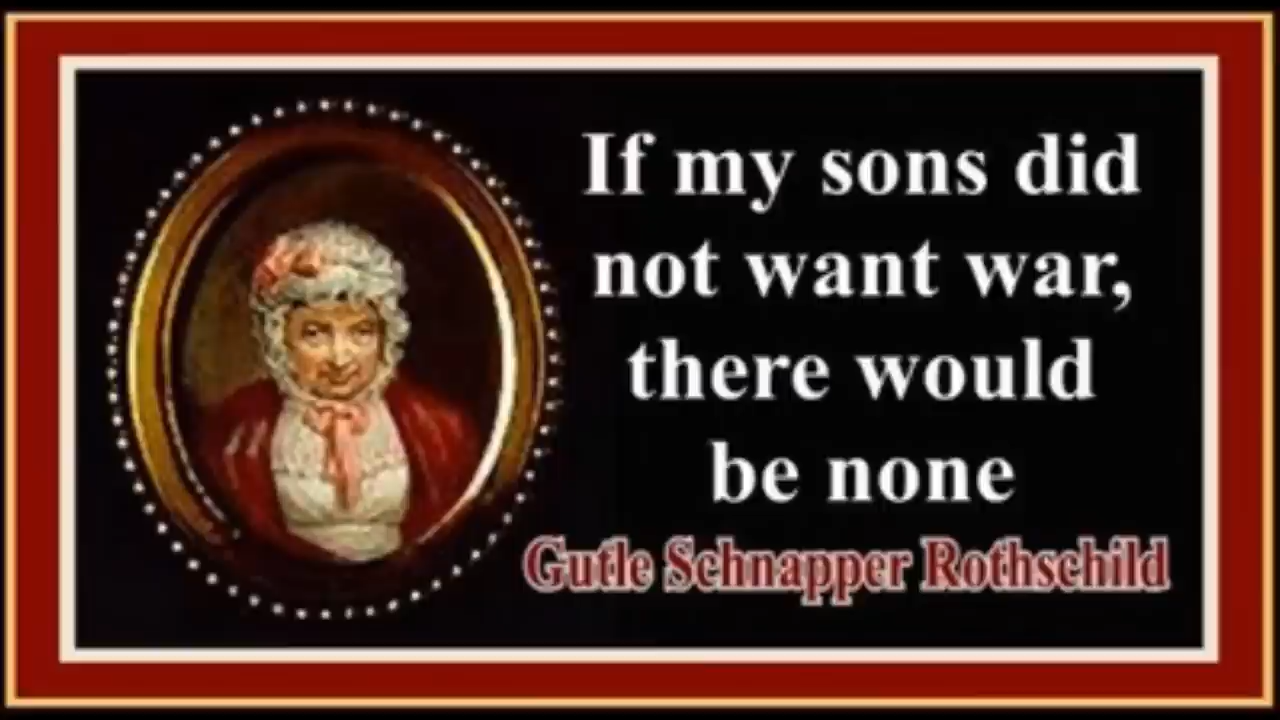 If my sons did
not want war,
there would
be none
Gutle Schnapper Rothschild